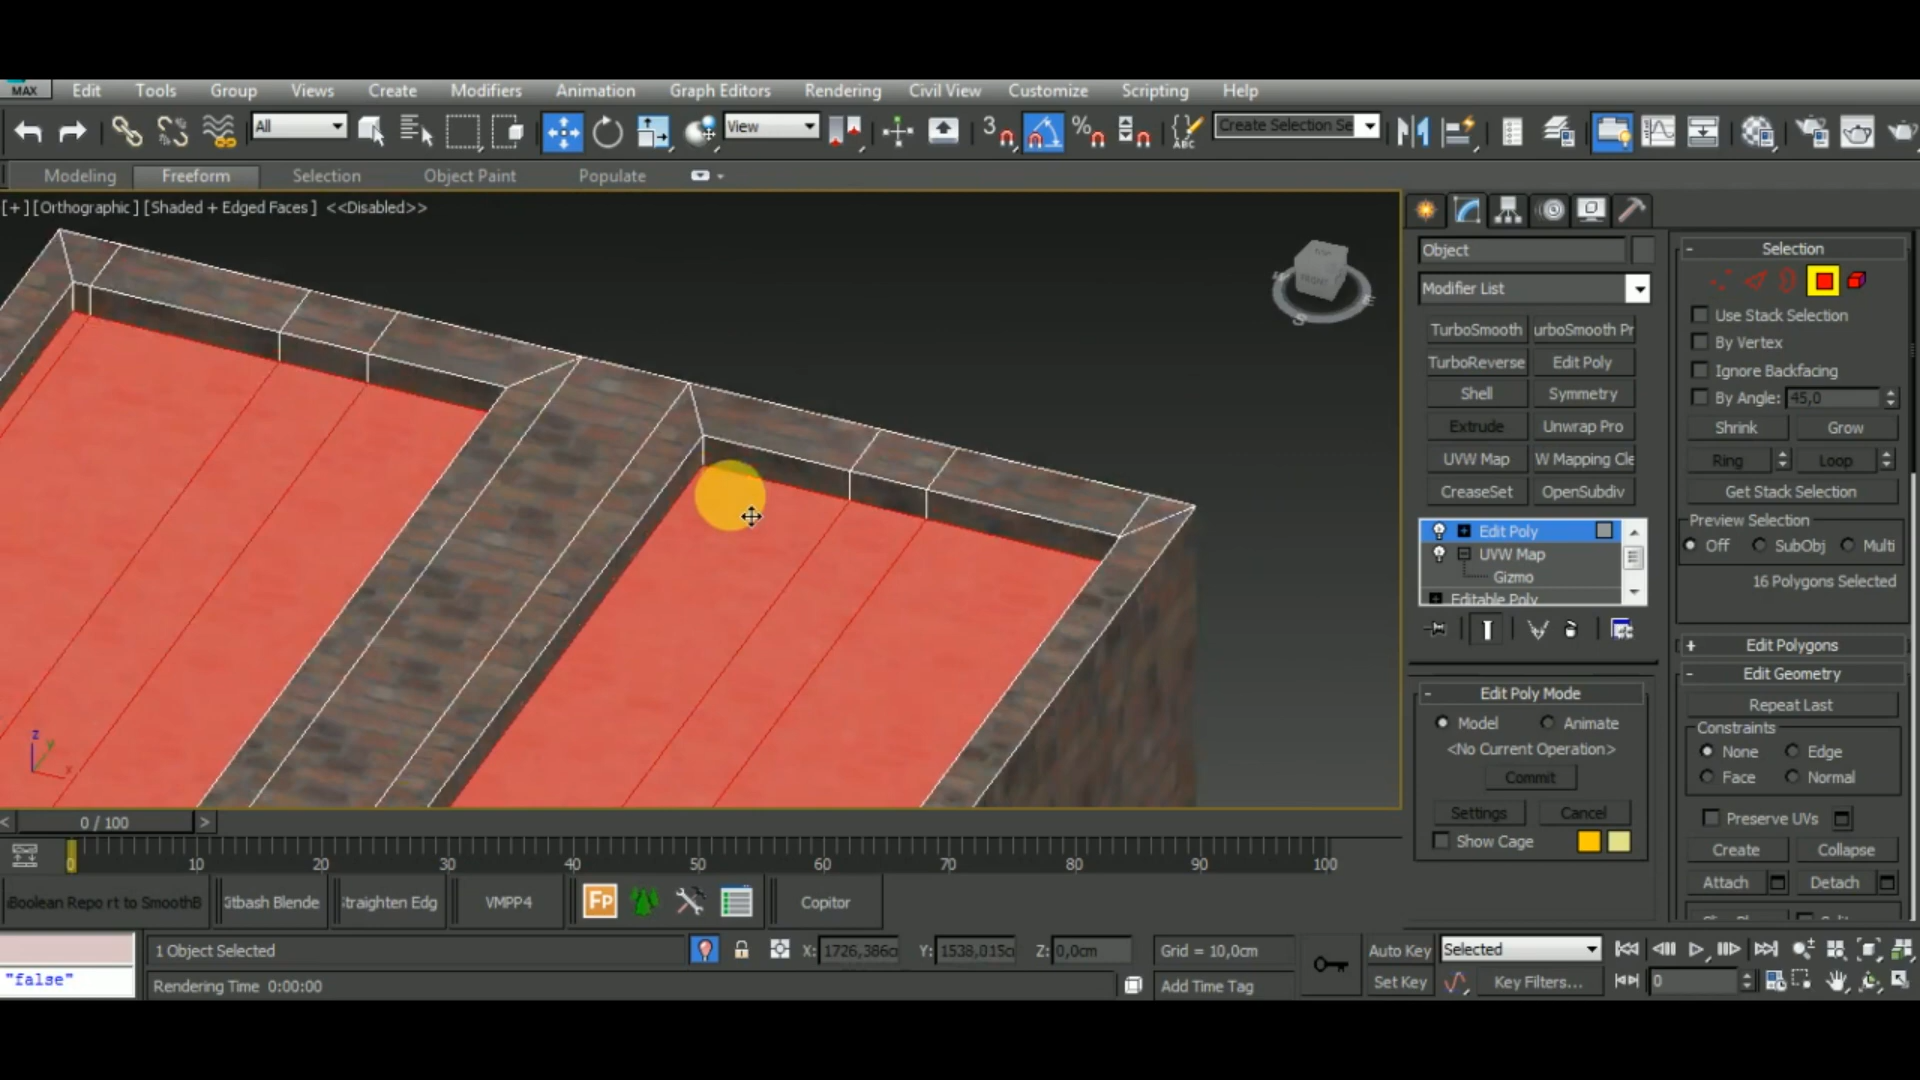 MAX Edit Tools Group Views Create Modifiers Animation Graph Editors Rendering Civil View Customize Scripting Help
All View 3 % ABC Create Selection Se
Modeling Freeform Selection Object Paint Populate
[+] [Orthographic] [Shaded + Edged Faces] <<Disabled>>
TOP
FRONT
S
E
z
y
x
Object
Modifier List
TurboSmooth urboSmooth Pr
TurboReverse Edit Poly
Shell Symmetry
Extrude Unwrap Pro
UVW Map W Mapping Cle
CreaseSet OpenSubdiv
Edit Poly
UVW Map
Gizmo
Editable Poly
- Edit Poly Mode
Model Animate
<No Current Operation>
Commit
Settings Cancel
Show Cage
- Selection
Use Stack Selection
By Vertex
Ignore Backfacing
By Angle: 45,0
Shrink Grow
Ring Loop
Get Stack Selection
Preview Selection
Off SubObj Multi
16 Polygons Selected
+ Edit Polygons
- Edit Geometry
Repeat Last
Constraints
None Edge
Face Normal
Preserve UVs
Create Collapse
Attach Detach
< 0 / 100 >
0 10 20 30 40 50 60 70 80 90 100
Boolean Repo rt to SmoothB itbash Blende traighten Edg VMPP4 FP Copitor
1 Object Selected X: 1726,386c Y: 1538,015c Z: 0,0cm Grid = 10,0cm Auto Key Selected
"false" Rendering Time 0:00:00 Add Time Tag Set Key Key Filters... 0